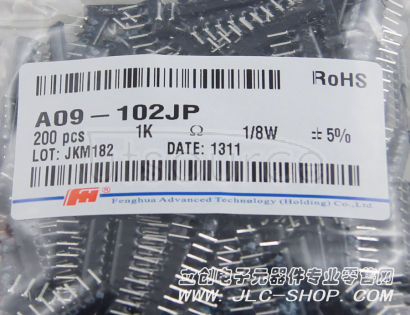 RoHS
A09-102JP
200 pcs 1K Ω 1/8W ±5%
LOT: JKM182 DATE: 1311
Fenghua Advanced Technology (Holding) Co.,Ltd
立创电子元器件专业零售网
WWW.JLC-SHOP.COM